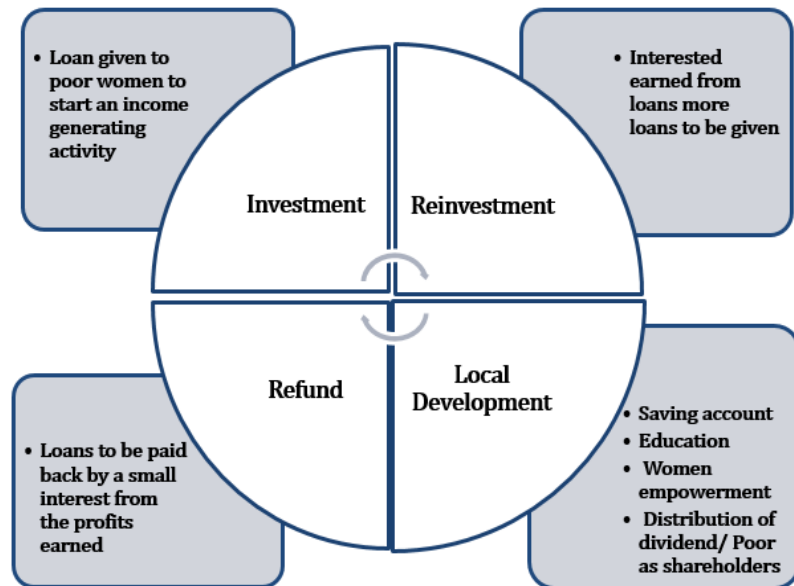 • Loan given to
poor women to
start an income
generating
activity
• Interested
earned from
loans more
loans to be given
Investment
Reinvestment
Refund
Local
Development
• Loans to be paid
back by a small
interest from
the profits
earned
• Saving account
• Education
• Women
empowerment
• Distribution of
dividend/ Poor
as shareholders